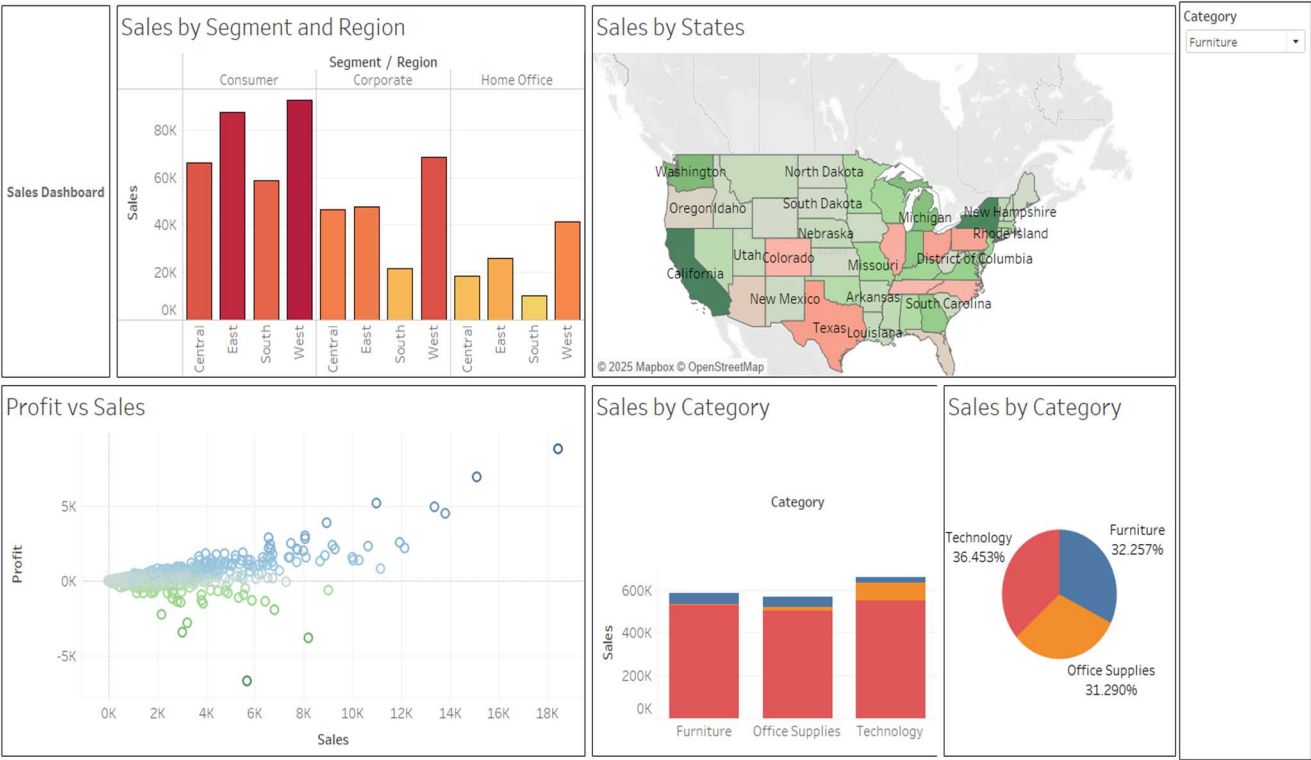 Sales Dashboard
Sales by Segment and Region
Segment / Region
Consumer Corporate Home Office
Sales
80K
60K
40K
20K
0K
Central East South West Central East South West Central East South West
Sales by States
Washington
North Dakota
Oregon Idaho
South Dakota
Michigan
New Hampshire
Nebraska
Rhode Island
Utah Colorado
Missouri
District of Columbia
California
New Mexico
Arkansas
South Carolina
Texas Louisiana
© 2025 Mapbox © OpenStreetMap
Category
Furniture
Profit vs Sales
Profit
5K
0K
-5K
0K 2K 4K 6K 8K 10K 12K 14K 16K 18K
Sales
Sales by Category
Category
Sales
600K
400K
200K
0K
Furniture Office Supplies Technology
Sales by Category
Technology
36.453%
Furniture
32.257%
Office Supplies
31.290%